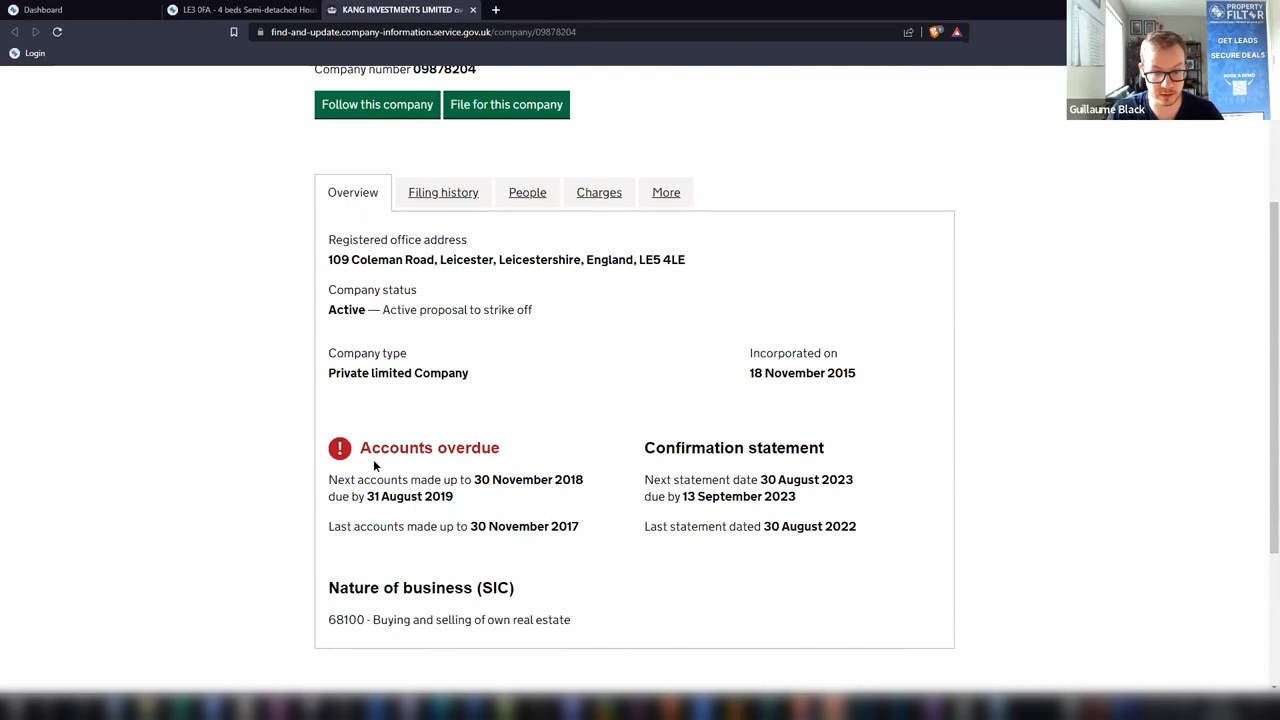 Dashboard
LE3 0FA - 4 beds Semi-detached Hou
KANG INVESTMENTS LIMITED ov
find-and-update.company-information.service.gov.uk/company/09878204
Login
PROPERTY
FILTER
GET LEADS
SECURE DEALS
BOOK A DEMO
Guillaume Black
Company number 09878204
Follow this company
File for this company
Overview
Filing history
People
Charges
More
Registered office address
109 Coleman Road, Leicester, Leicestershire, England, LE5 4LE
Company status
Active — Active proposal to strike off
Company type
Private limited Company
Incorporated on
18 November 2015
! Accounts overdue
Next accounts made up to 30 November 2018
due by 31 August 2019
Last accounts made up to 30 November 2017
Confirmation statement
Next statement date 30 August 2023
due by 13 September 2023
Last statement dated 30 August 2022
Nature of business (SIC)
68100 - Buying and selling of own real estate